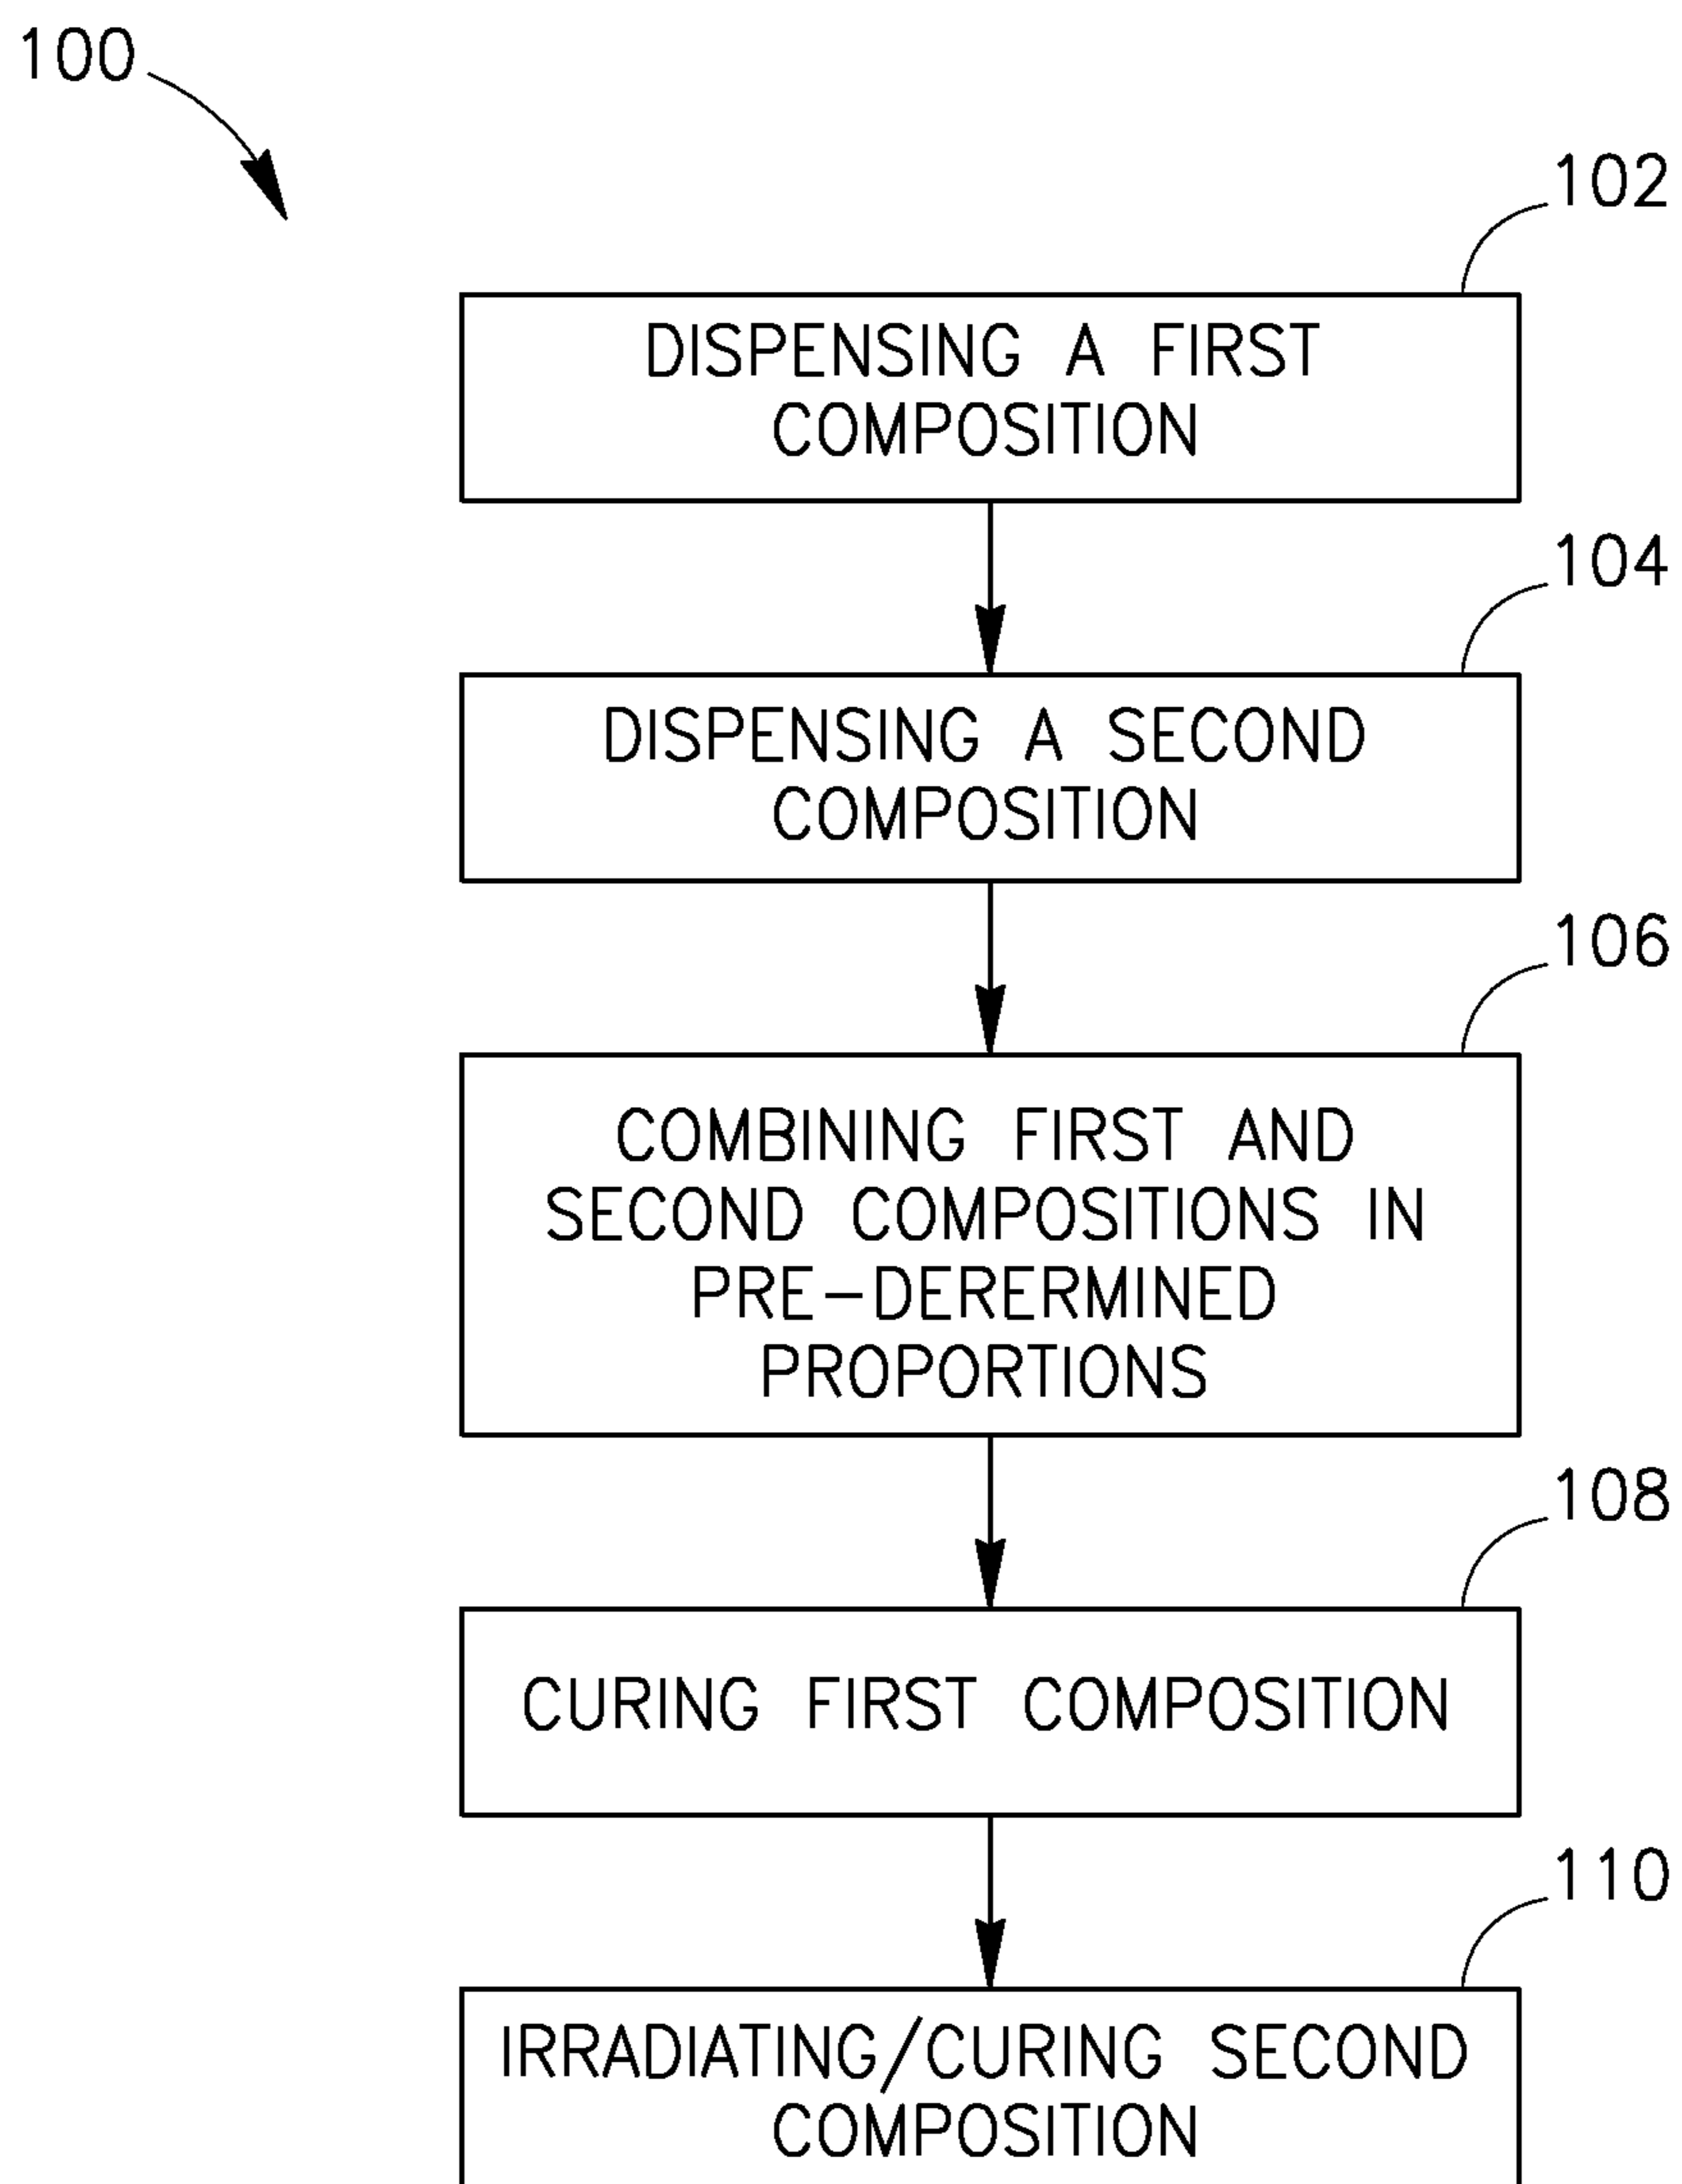 100
102
DISPENSING A FIRST
COMPOSITION
104
DISPENSING A SECOND
COMPOSITION
106
COMBINING FIRST AND
SECOND COMPOSITIONS IN
PRE-DERERMINED
PROPORTIONS
108
CURING FIRST COMPOSITION
110
IRRADIATING/CURING SECOND
COMPOSITION